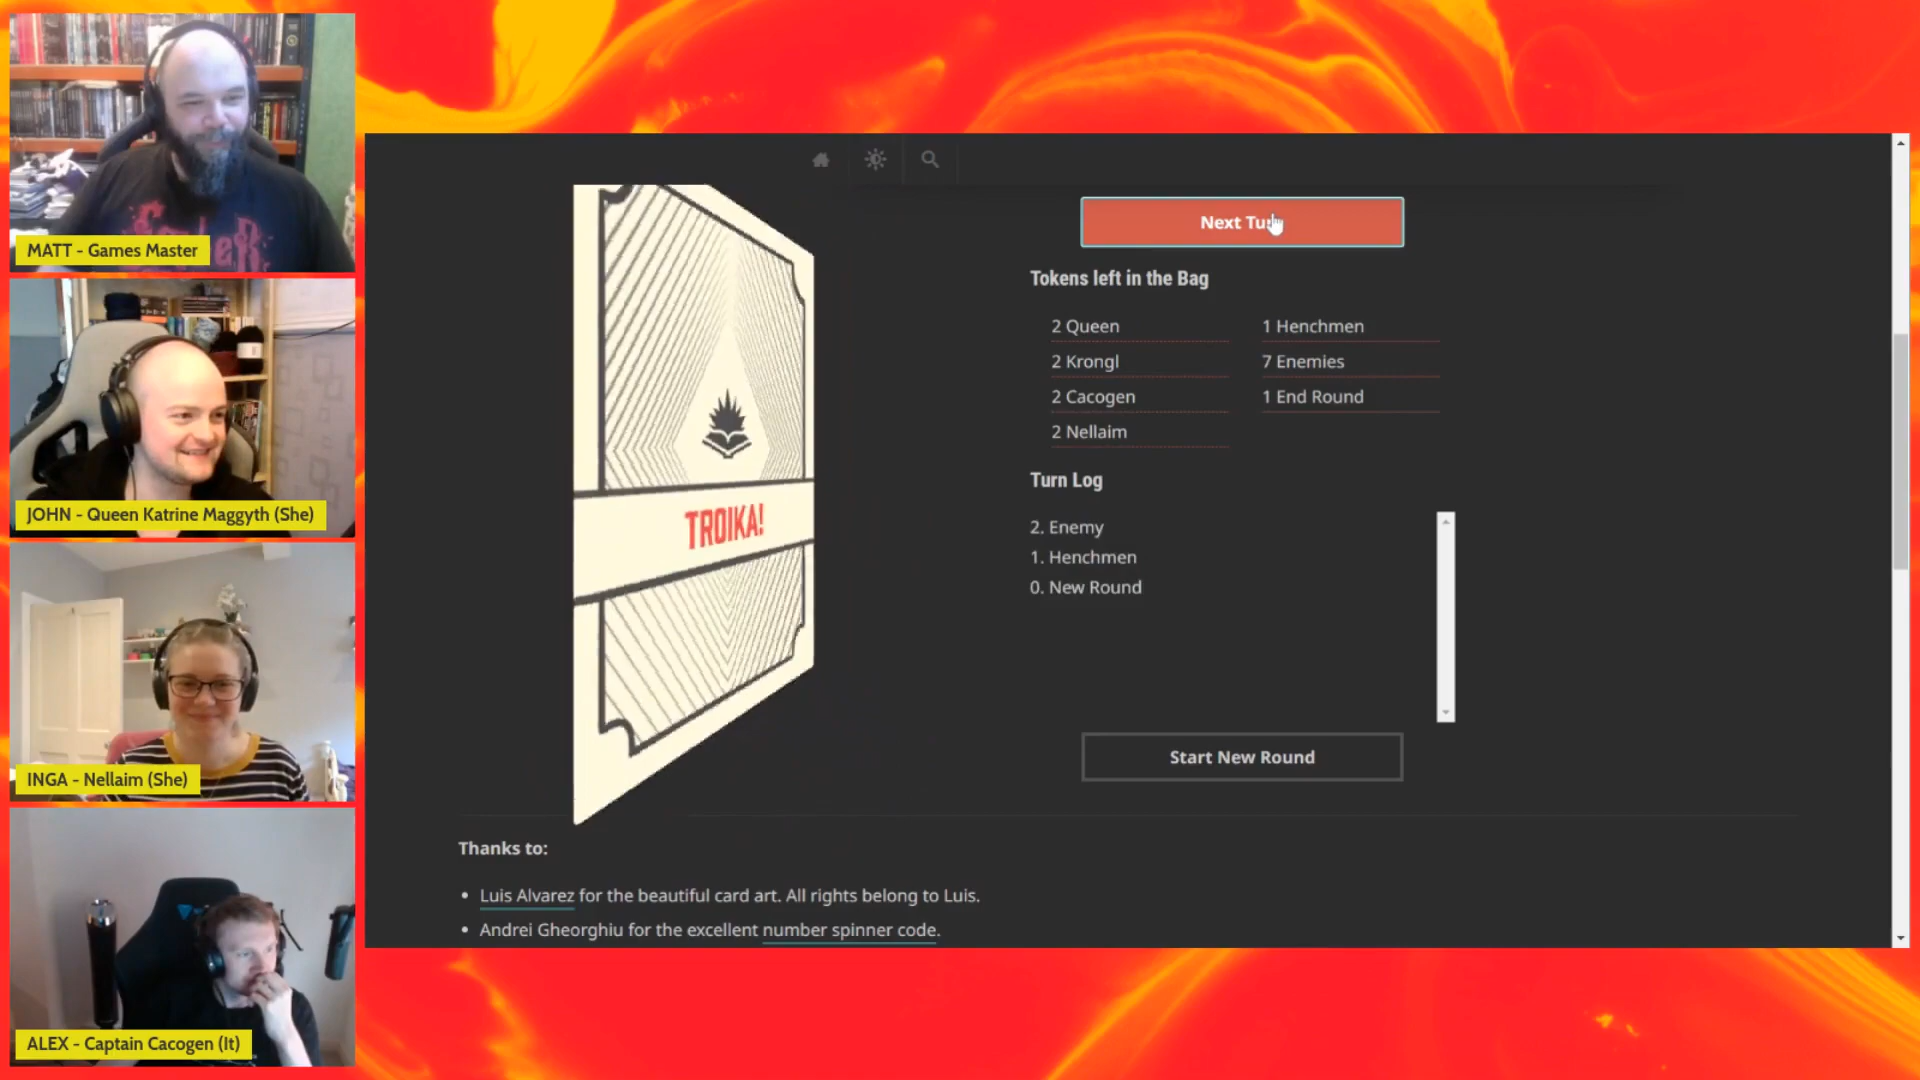 MATT - Games Master
JOHN - Queen Katrine Maggyth (She)
INGA - Nellaim (She)
ALEX - Captain Cacogen (It)
TROIKA!
Next Tu
Tokens left in the Bag
2 Queen
2 Krongl
2 Cacogen
2 Nellaim
1 Henchmen
7 Enemies
1 End Round
Turn Log
2. Enemy
1. Henchmen
0. New Round
Start New Round
Thanks to:
• Luis Alvarez for the beautiful card art. All rights belong to Luis.
• Andrei Gheorghiu for the excellent number spinner code.